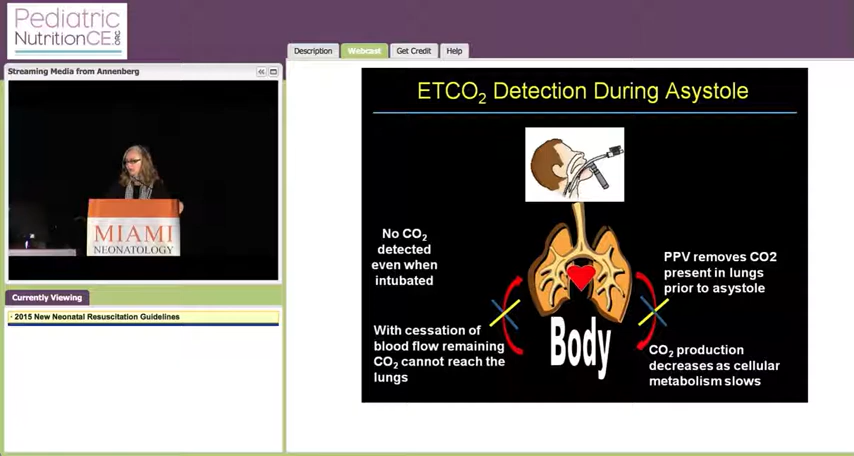 Pediatric
NutritionCE.ORG
Description
Webcast
Get Credit
Help
Streaming Media from Annenberg
MIAMI
NEONATOLOGY
Currently Viewing
2015 New Neonatal Resuscitation Guidelines
ETCO₂ Detection During Asystole
No CO₂
detected
even when
intubated
PPV removes CO2
present in lungs
prior to asystole
With cessation of
blood flow remaining
CO₂ cannot reach the
lungs
Body
CO₂ production
decreases as cellular
metabolism slows